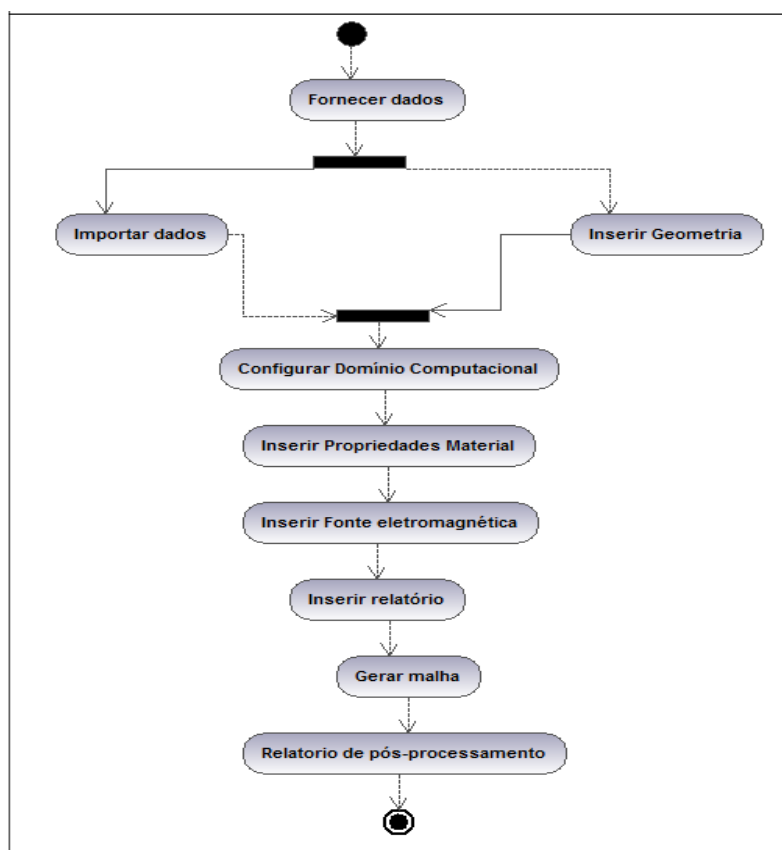 Fornecer dados
Importar dados
Inserir Geometria
Configurar Domínio Computacional
Inserir Propriedades Material
Inserir Fonte eletromagnética
Inserir relatório
Gerar malha
Relatorio de pós-processamento